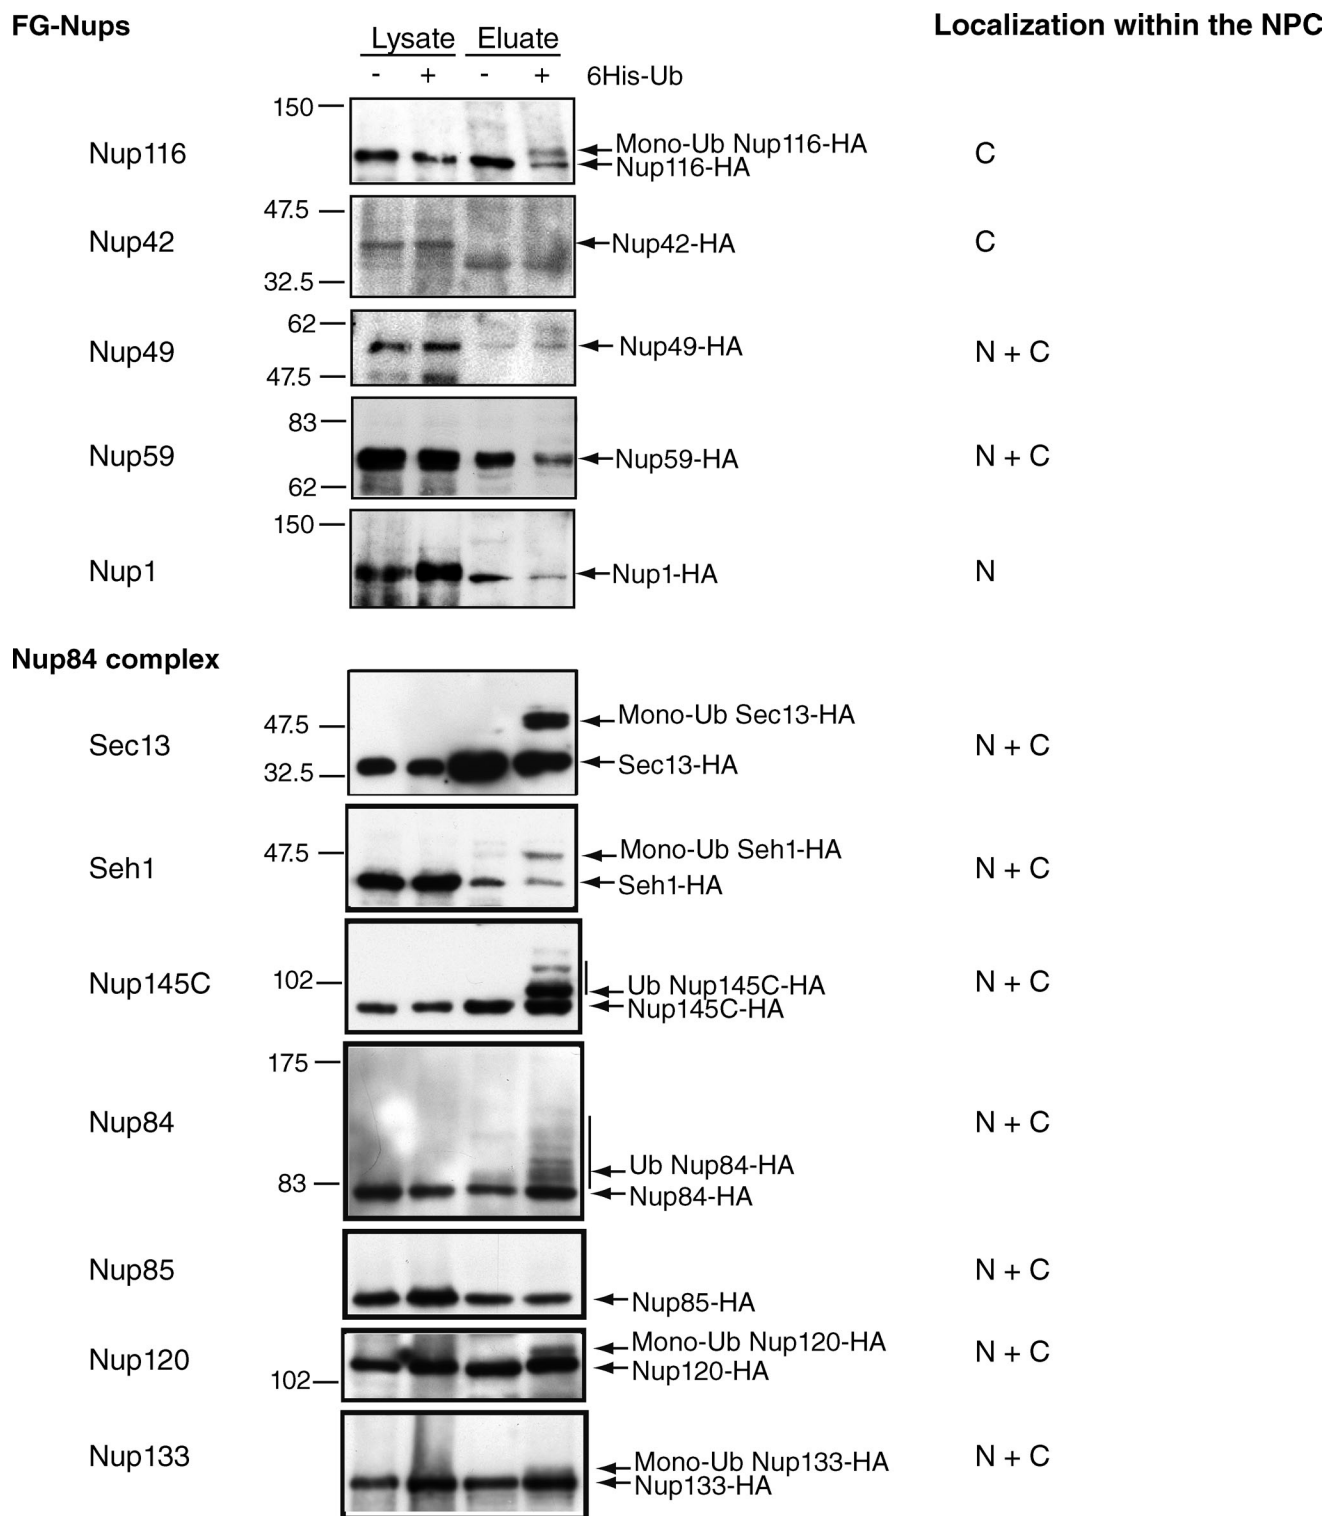 FG-Nups
Localization within the NPC
Lysate Eluate
- + - + 6His-Ub
150
Nup116
Mono-Ub Nup116-HA
C
Nup116-HA
47.5
Nup42
Nup42-HA
C
32.5
62
Nup49
Nup49-HA
N + C
47.5
83
Nup59
Nup59-HA
N + C
62
150
Nup1
Nup1-HA
N
Nup84 complex
Mono-Ub Sec13-HA
47.5
Sec13
N + C
Sec13-HA
32.5
47.5
Mono-Ub Seh1-HA
Seh1
N + C
Seh1-HA
102
Nup145C
Ub Nup145C-HA
N + C
Nup145C-HA
175
Nup84
N + C
Ub Nup84-HA
83
Nup84-HA
Nup85
N + C
Nup85-HA
Mono-Ub Nup120-HA
Nup120
N + C
Nup120-HA
102
Nup133
Mono-Ub Nup133-HA
N + C
Nup133-HA